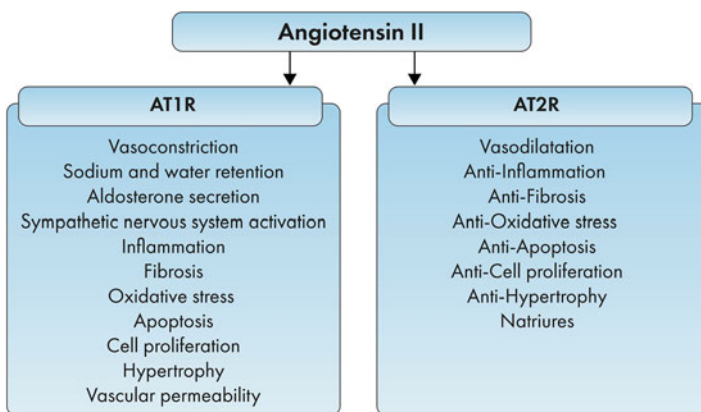 Angiotensin II
AT1R
Vasoconstriction
Sodium and water retention
Aldosterone secretion
Sympathetic nervous system activation
Inflammation
Fibrosis
Oxidative stress
Apoptosis
Cell proliferation
Hypertrophy
Vascular permeability
AT2R
Vasodilatation
Anti-Inflammation
Anti-Fibrosis
Anti-Oxidative stress
Anti-Apoptosis
Anti-Cell proliferation
Anti-Hypertrophy
Natriures